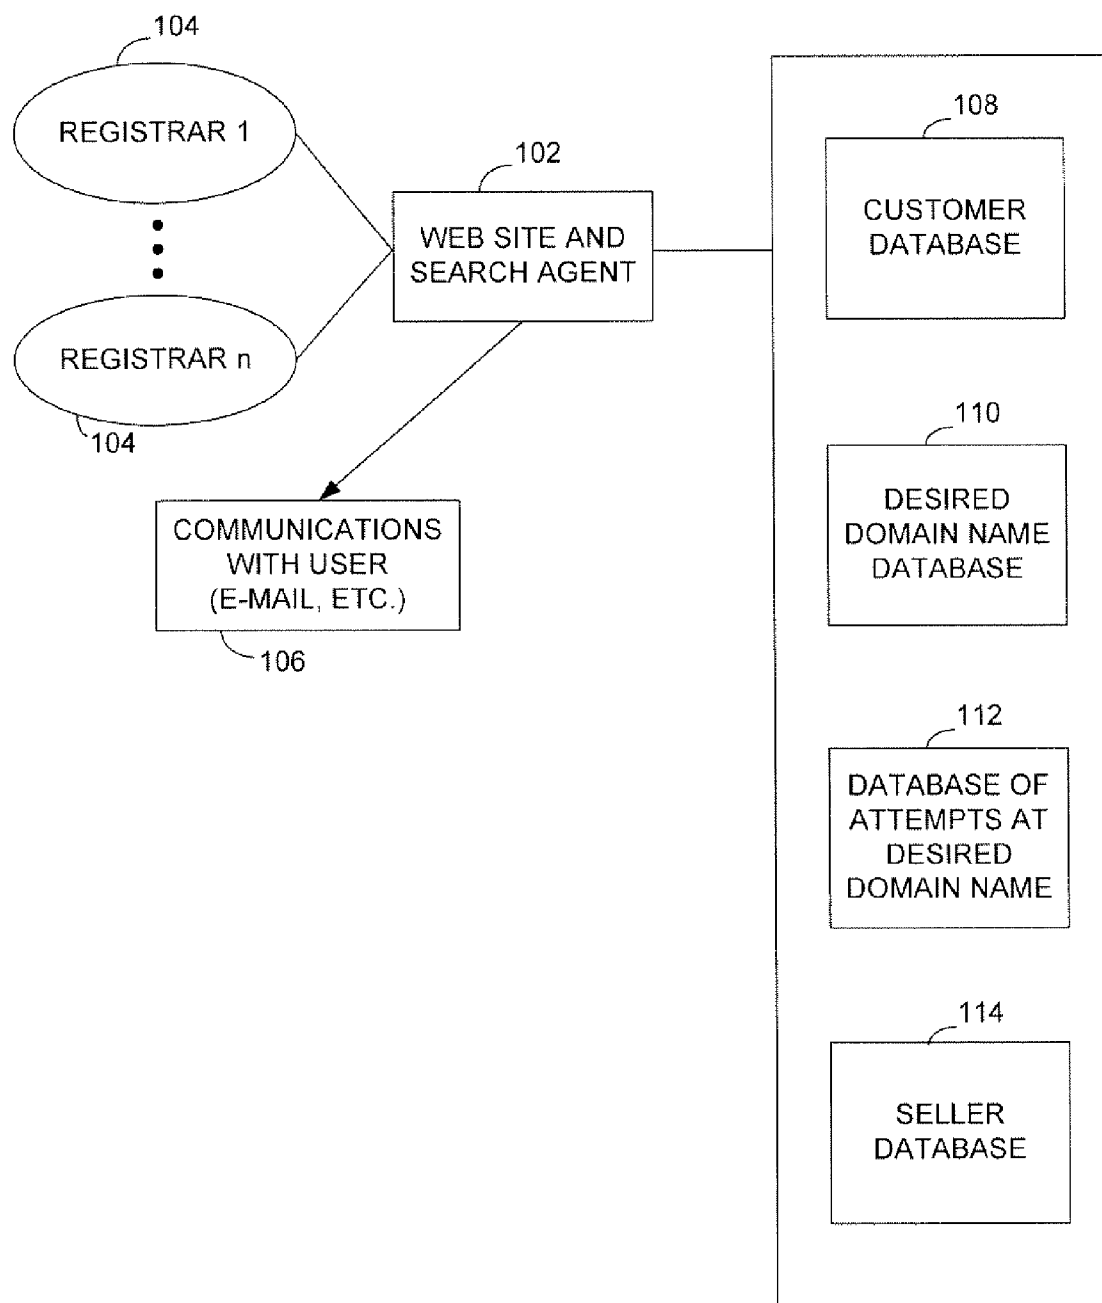 104
REGISTRAR 1
REGISTRAR n
104
102
WEB SITE AND
SEARCH AGENT
COMMUNICATIONS
WITH USER
(E-MAIL, ETC.)
106
108
CUSTOMER
DATABASE
110
DESIRED
DOMAIN NAME
DATABASE
112
DATABASE OF
ATTEMPTS AT
DESIRED
DOMAIN NAME
114
SELLER
DATABASE